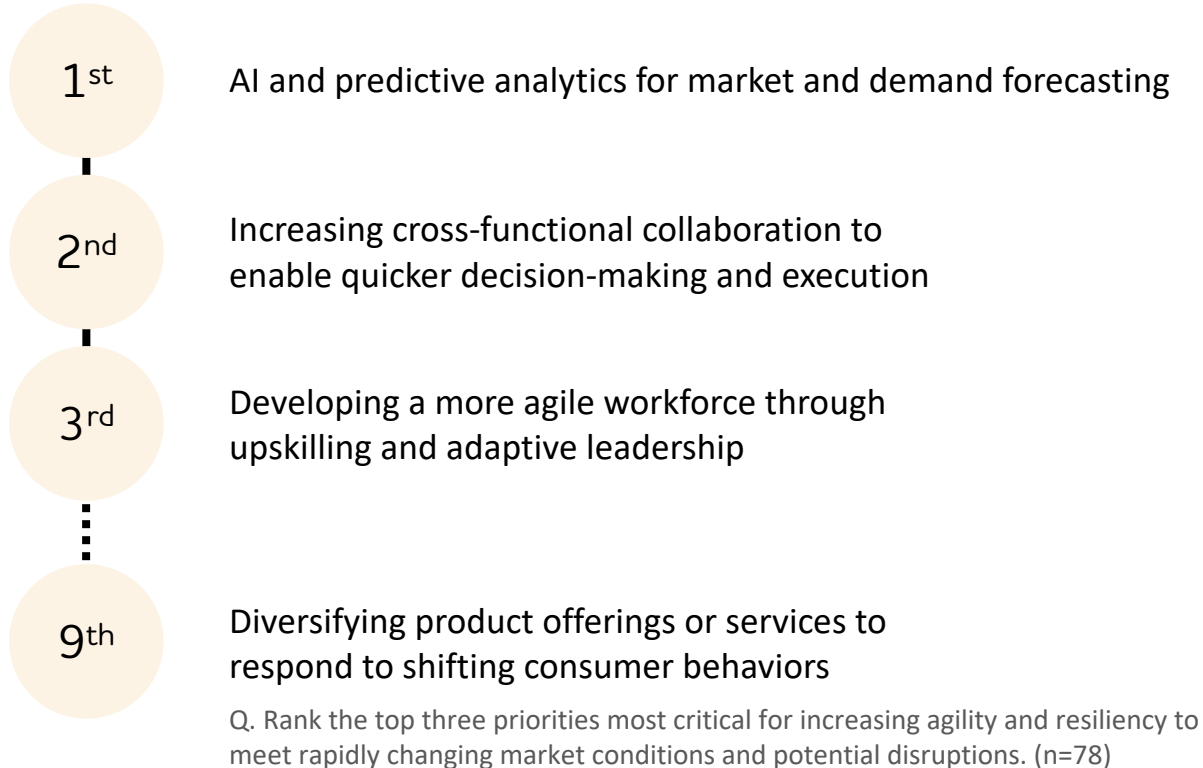 1st
AI and predictive analytics for market and demand forecasting
2nd
Increasing cross-functional collaboration to
enable quicker decision-making and execution
3rd
Developing a more agile workforce through
upskilling and adaptive leadership
9th
Diversifying product offerings or services to
respond to shifting consumer behaviors
Q. Rank the top three priorities most critical for increasing agility and resiliency to
meet rapidly changing market conditions and potential disruptions. (n=78)